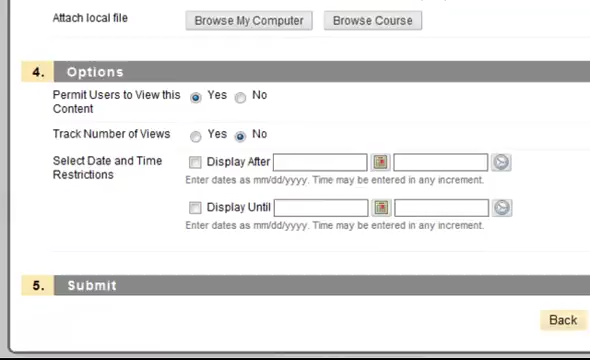 Attach local file
Browse My Computer
Browse Course
4. Options
Permit Users to View this
Content
Yes
No
Track Number of Views
Yes
No
Select Date and Time
Restrictions
Display After
Enter dates as mm/dd/yyyy. Time may be entered in any increment.
Display Until
Enter dates as mm/dd/yyyy. Time may be entered in any increment.
5. Submit
Back